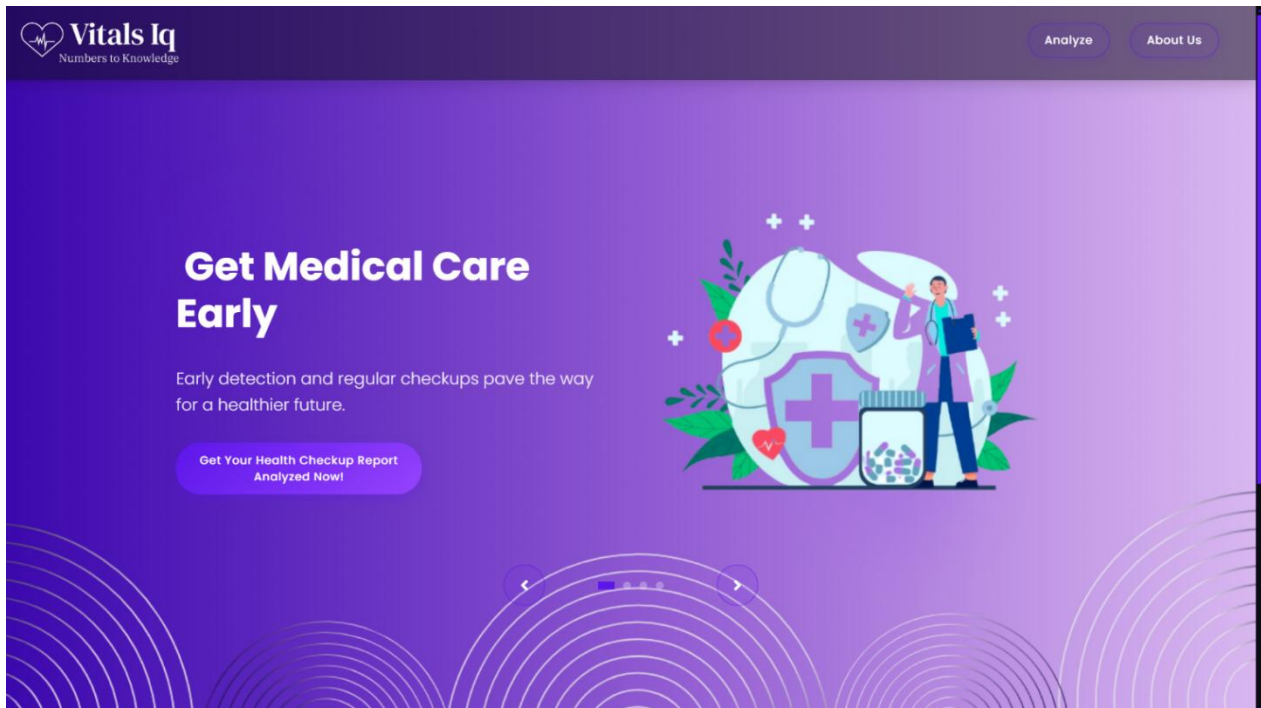 Vitals Iq
Numbers to Knowledge
Analyze
About Us
Get Medical Care
Early
Early detection and regular checkups pave the way
for a healthier future.
Get Your Health Checkup Report
Analyzed Now!